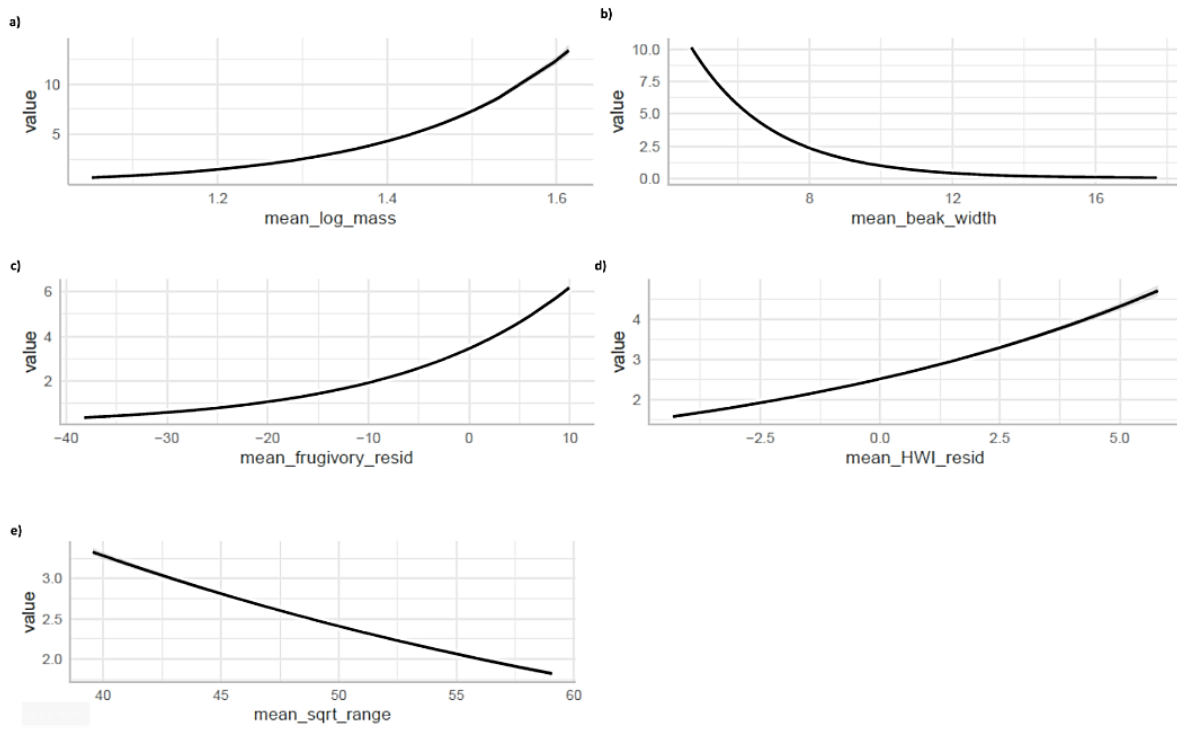 a)
10
5
value
1.2 1.4 1.6
mean_log_mass
b)
10.0
7.5
5.0
2.5
0.0
value
8 12 16
mean_beak_width
c)
6
4
2
value
−40 −30 −20 −10 0 10
mean_frugivory_resid
d)
4
3
2
value
−2.5 0.0 2.5 5.0
mean_HWI_resid
e)
3.0
2.5
2.0
value
40 45 50 55 60
mean_sqrt_range